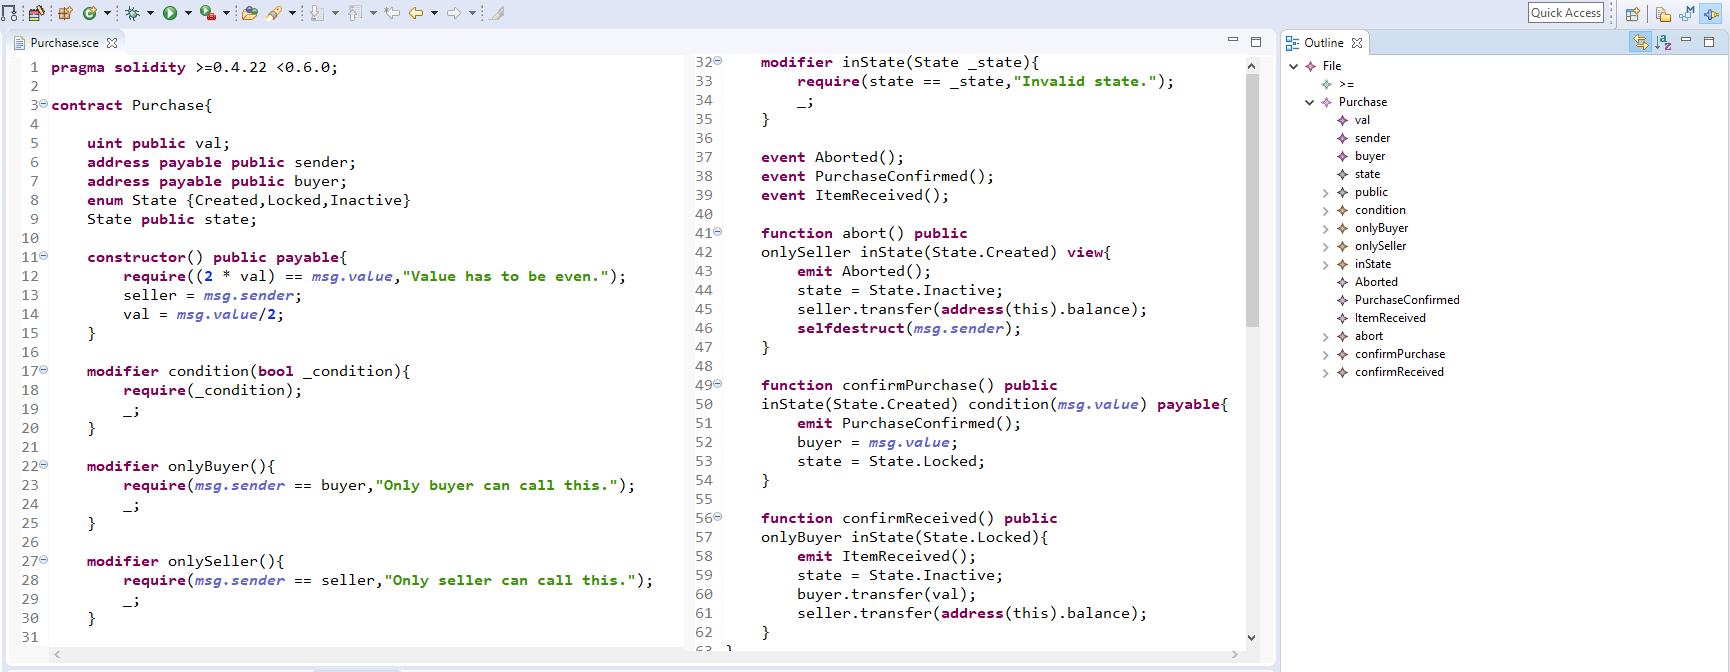 Quick Access
Purchase.sce
1 pragma solidity >=0.4.22 <0.6.0;
2
3 contract Purchase{
4
5 uint public val;
6 address payable public sender;
7 address payable public buyer;
8 enum State {Created,Locked,Inactive}
9 State public state;
10
11 constructor() public payable{
12 require((2 * val) == msg.value,"Value has to be even.");
13 seller = msg.sender;
14 val = msg.value/2;
15 }
16
17 modifier condition(bool _condition){
18 require(_condition);
19 _;
20 }
21
22 modifier onlyBuyer(){
23 require(msg.sender == buyer,"Only buyer can call this.");
24 _;
25 }
26
27 modifier onlySeller(){
28 require(msg.sender == seller,"Only seller can call this.");
29 _;
30 }
31
32 modifier inState(State _state){
33 require(state == _state,"Invalid state.");
34 _;
35 }
36
37 event Aborted();
38 event PurchaseConfirmed();
39 event ItemReceived();
40
41 function abort() public
42 onlySeller inState(State.Created) view{
43 emit Aborted();
44 state = State.Inactive;
45 seller.transfer(address(this).balance);
46 selfdestruct(msg.sender);
47 }
48
49 function confirmPurchase() public
50 inState(State.Created) condition(msg.value) payable{
51 emit PurchaseConfirmed();
52 buyer = msg.value;
53 state = State.Locked;
54 }
55
56 function confirmReceived() public
57 onlyBuyer inState(State.Locked){
58 emit ItemReceived();
59 state = State.Inactive;
60 buyer.transfer(val);
61 seller.transfer(address(this).balance);
62 }
63 }
Outline
File
>=
Purchase
val
sender
buyer
state
public
condition
onlyBuyer
onlySeller
inState
Aborted
PurchaseConfirmed
ItemReceived
abort
confirmPurchase
confirmReceived